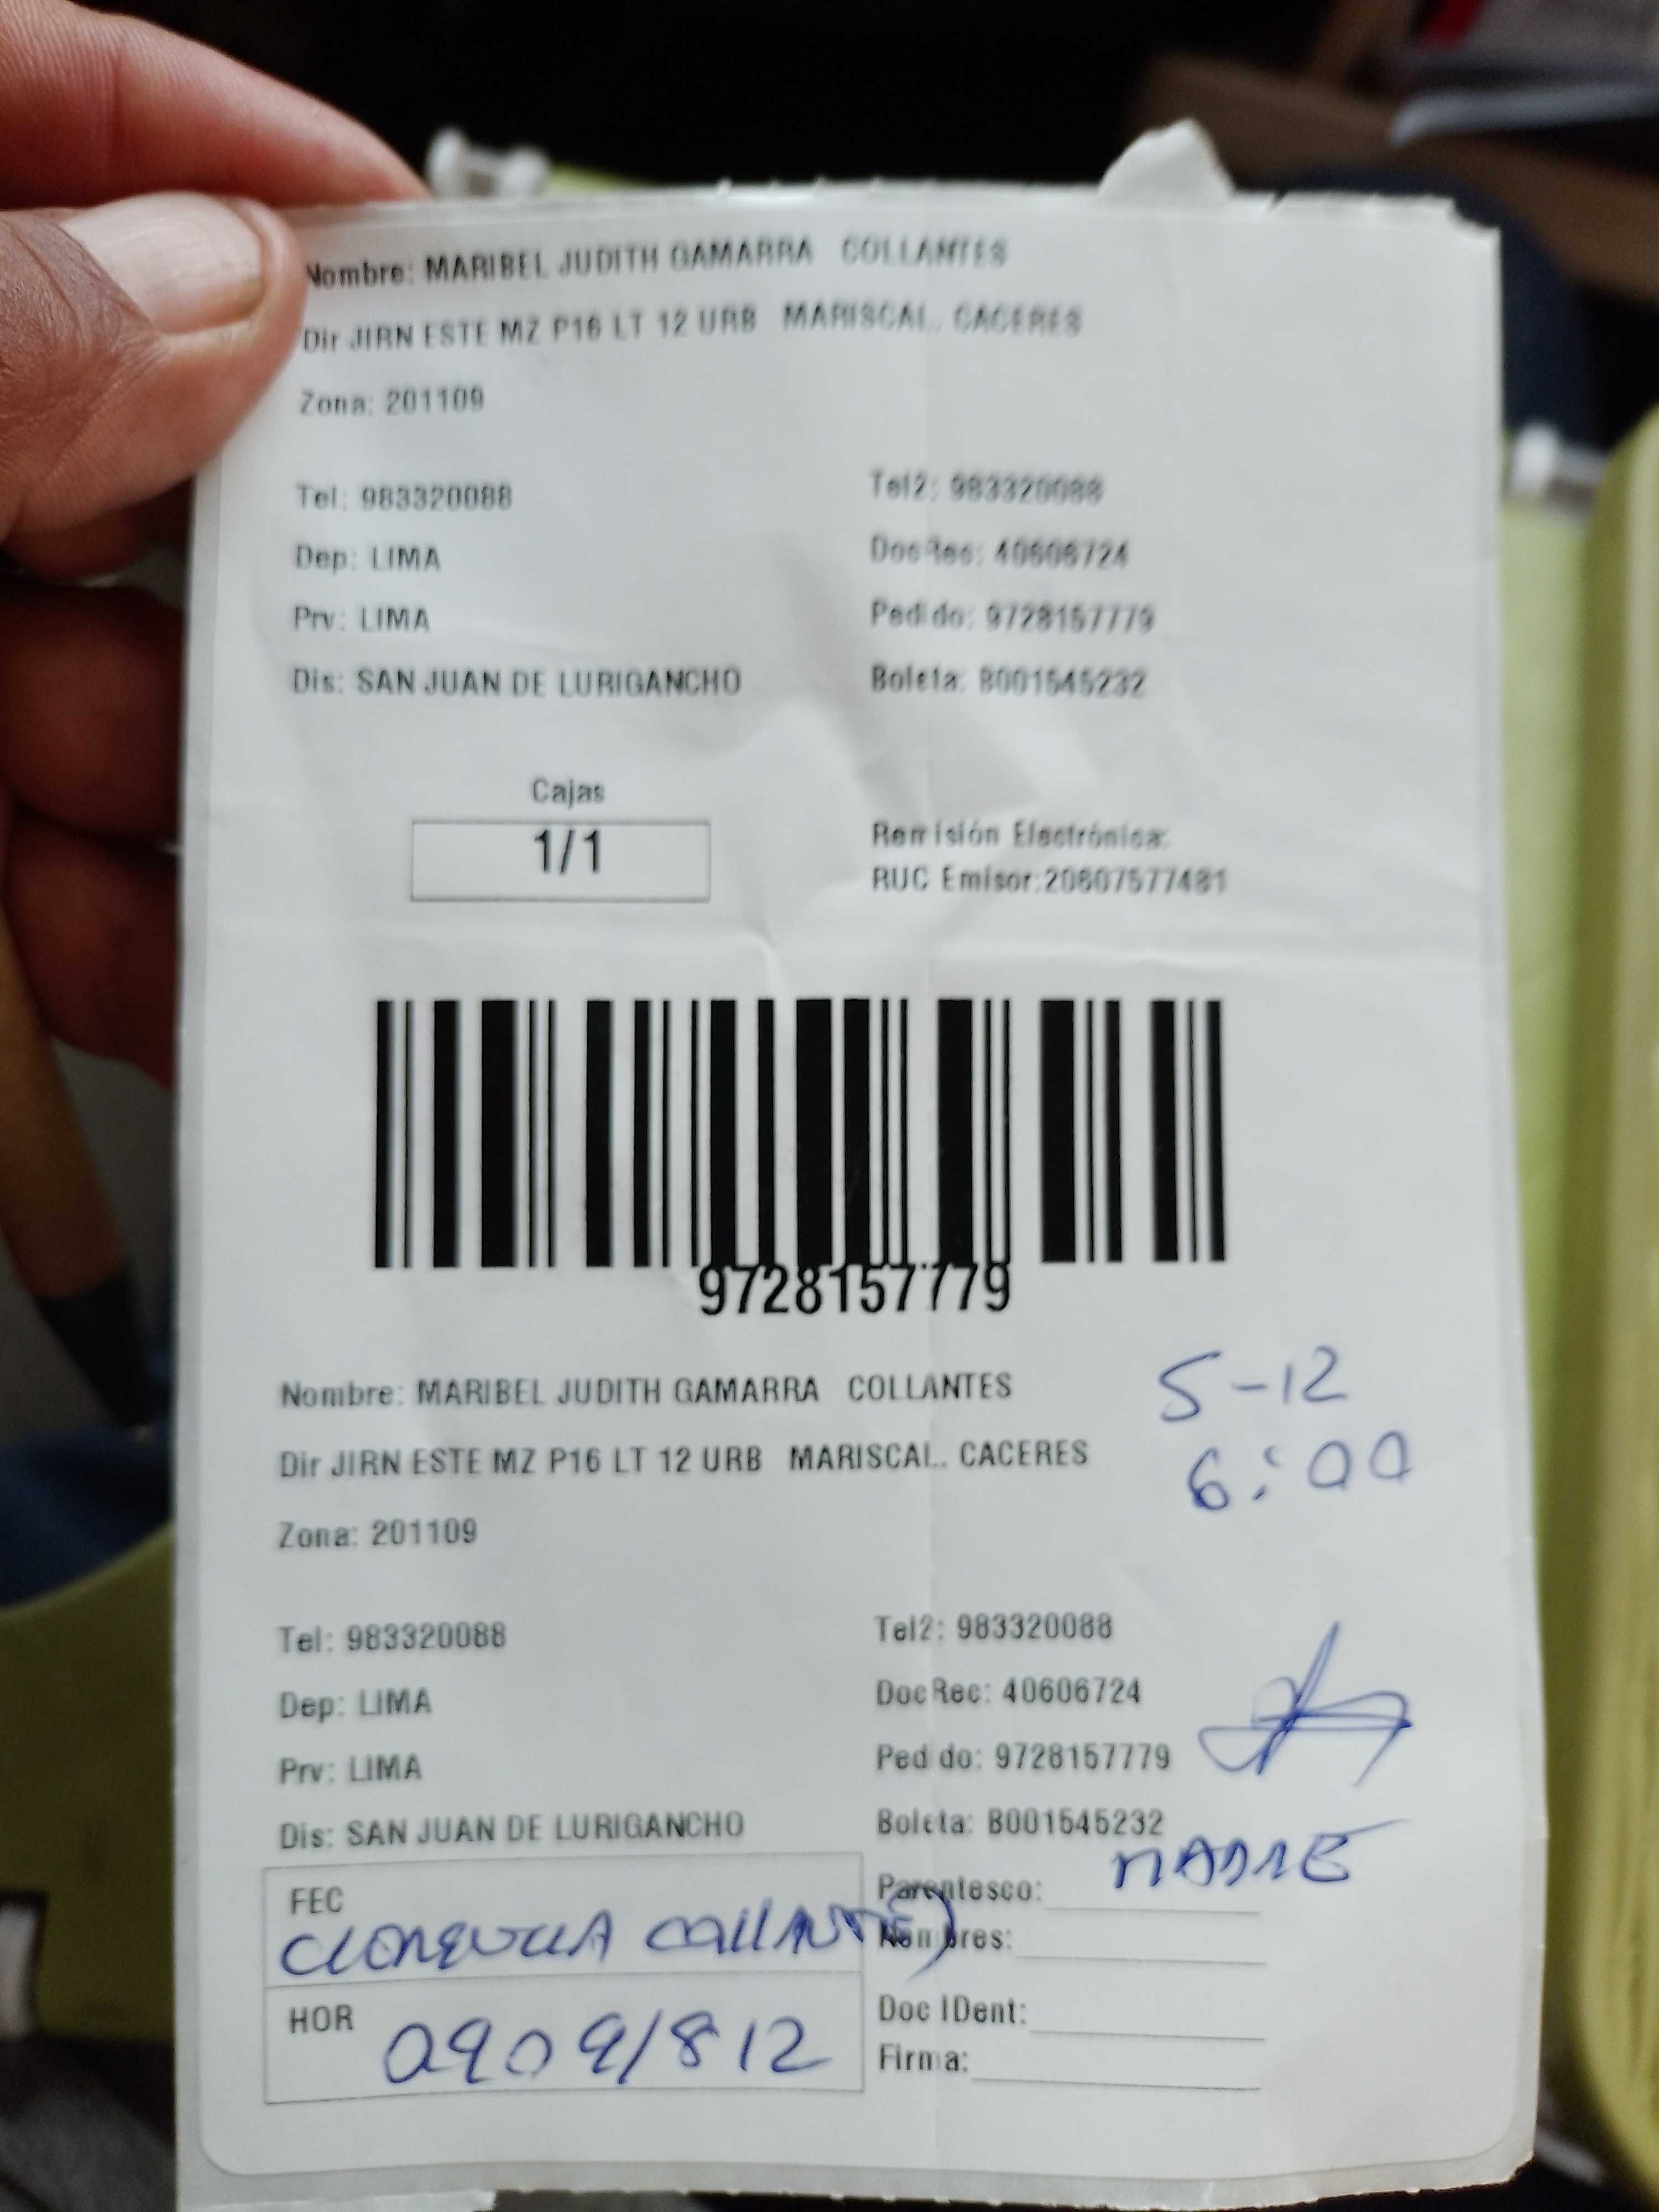 Nombre: MARIBEL JUDITH GAMARRA COLLANTES
Dir JIRN ESTE MZ P16 LT 12 URB MARISCAL. CACERES
Zona: 201109
Tel: 983320088 Tel2: 983320088
Dep: LIMA DocRec: 40606724
Prv: LIMA Pedido: 9728157779
Dis: SAN JUAN DE LURIGANCHO Boleta: B001545232
Cajas
1/1
Remisión Electrónica:
RUC Emisor:20607577481
9728157779
Nombre: MARIBEL JUDITH GAMARRA COLLANTES
5-12
Dir JIRN ESTE MZ P16 LT 12 URB MARISCAL. CACERES
6:00
Zona: 201109
Tel: 983320088 Tel2: 983320088
Dep: LIMA DocRec: 40606724
Prv: LIMA Pedido: 9728157779
Dis: SAN JUAN DE LURIGANCHO Boleta: B001545232
FEC Parentesco: MADRE
COLLANTES Nombres:
HOR Doc IDent:
0909/812 Firma: